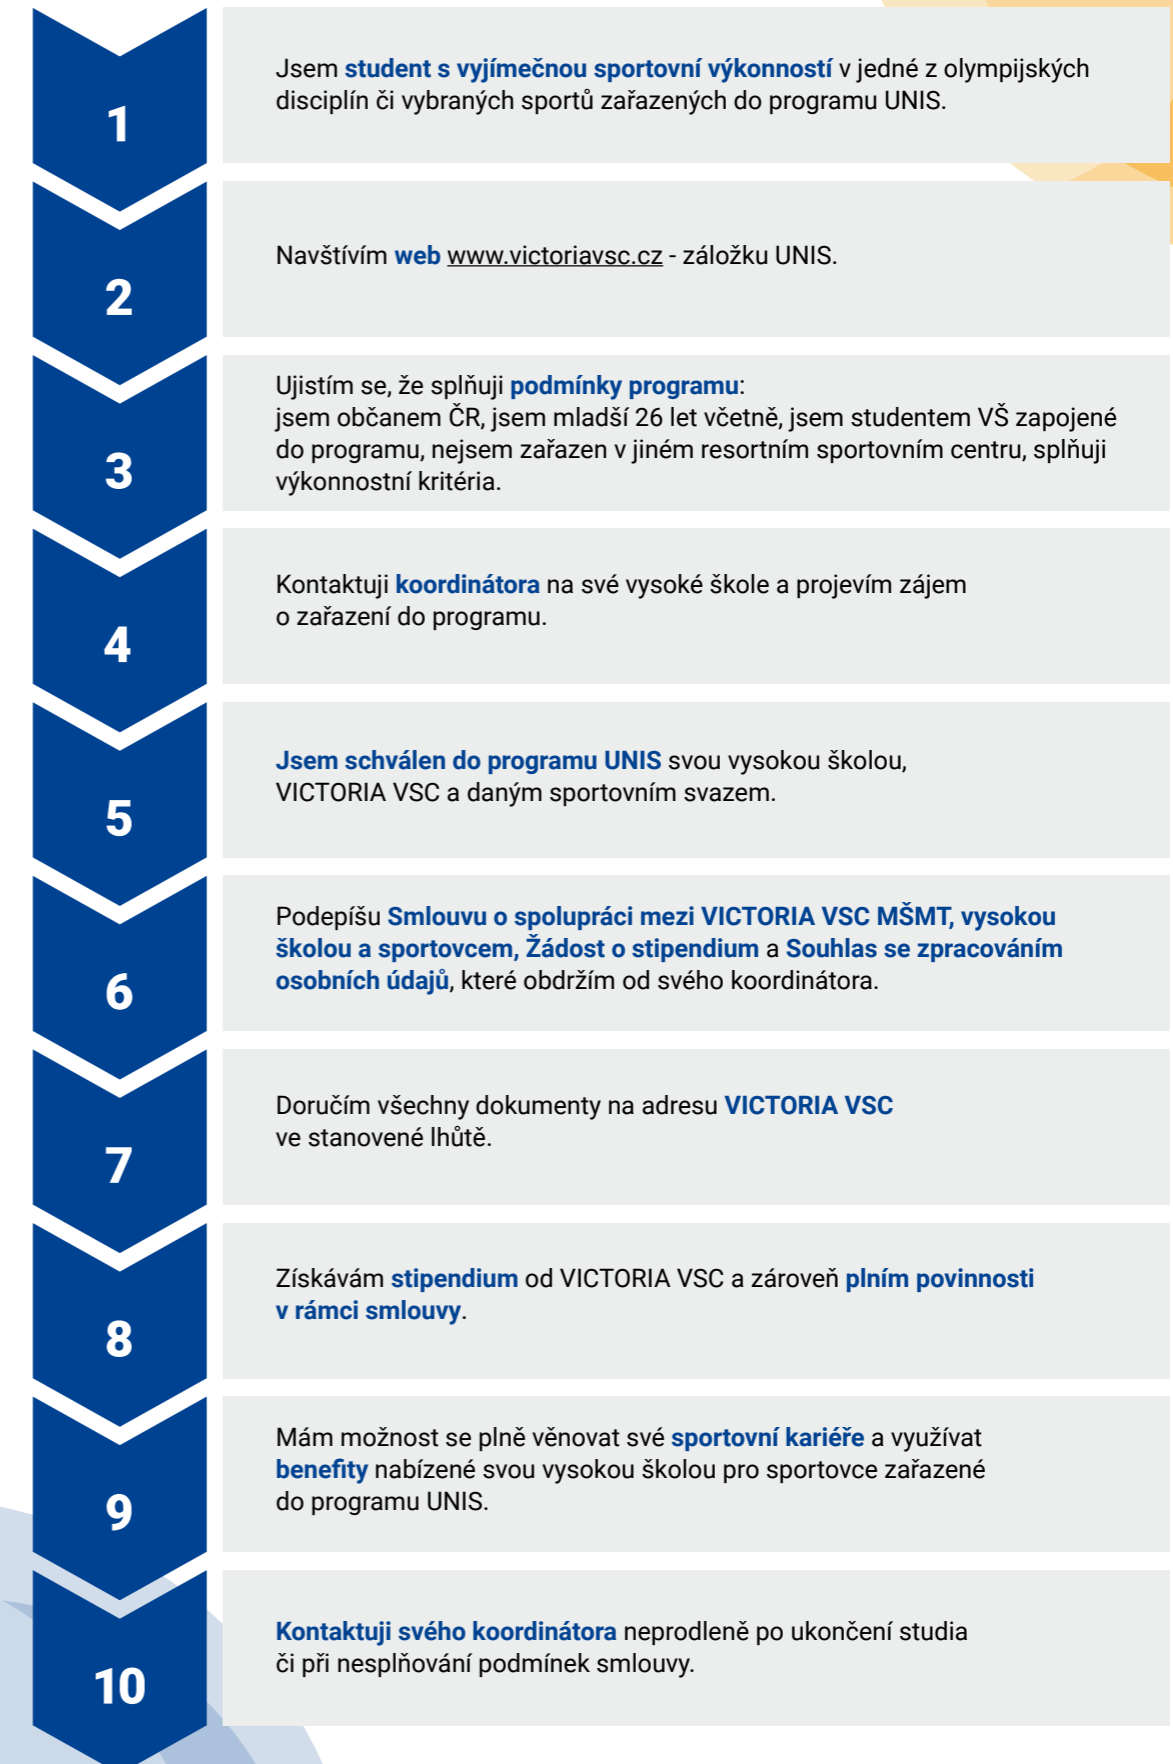 1
Jsem student s vyjímečnou sportovní výkonností v jedné z olympijských
disciplín či vybraných sportů zařazených do programu UNIS.
2
Navštívím web www.victoriavsc.cz - záložku UNIS.
3
Ujistím se, že splňuji podmínky programu:
jsem občanem ČR, jsem mladší 26 let včetně, jsem studentem VŠ zapojené
do programu, nejsem zařazen v jiném resortním sportovním centru, splňuji
výkonnostní kritéria.
4
Kontaktuji koordinátora na své vysoké škole a projevím zájem
o zařazení do programu.
5
Jsem schválen do programu UNIS svou vysokou školou,
VICTORIA VSC a daným sportovním svazem.
6
Podepíšu Smlouvu o spolupráci mezi VICTORIA VSC MŠMT, vysokou
školou a sportovcem, Žádost o stipendium a Souhlas se zpracováním
osobních údajů, které obdržím od svého koordinátora.
7
Doručím všechny dokumenty na adresu VICTORIA VSC
ve stanovené lhůtě.
8
Získávám stipendium od VICTORIA VSC a zároveň plním povinnosti
v rámci smlouvy.
9
Mám možnost se plně věnovat své sportovní kariéře a využívat
benefity nabízené svou vysokou školou pro sportovce zařazené
do programu UNIS.
10
Kontaktuji svého koordinátora neprodleně po ukončení studia
či při nesplňování podmínek smlouvy.